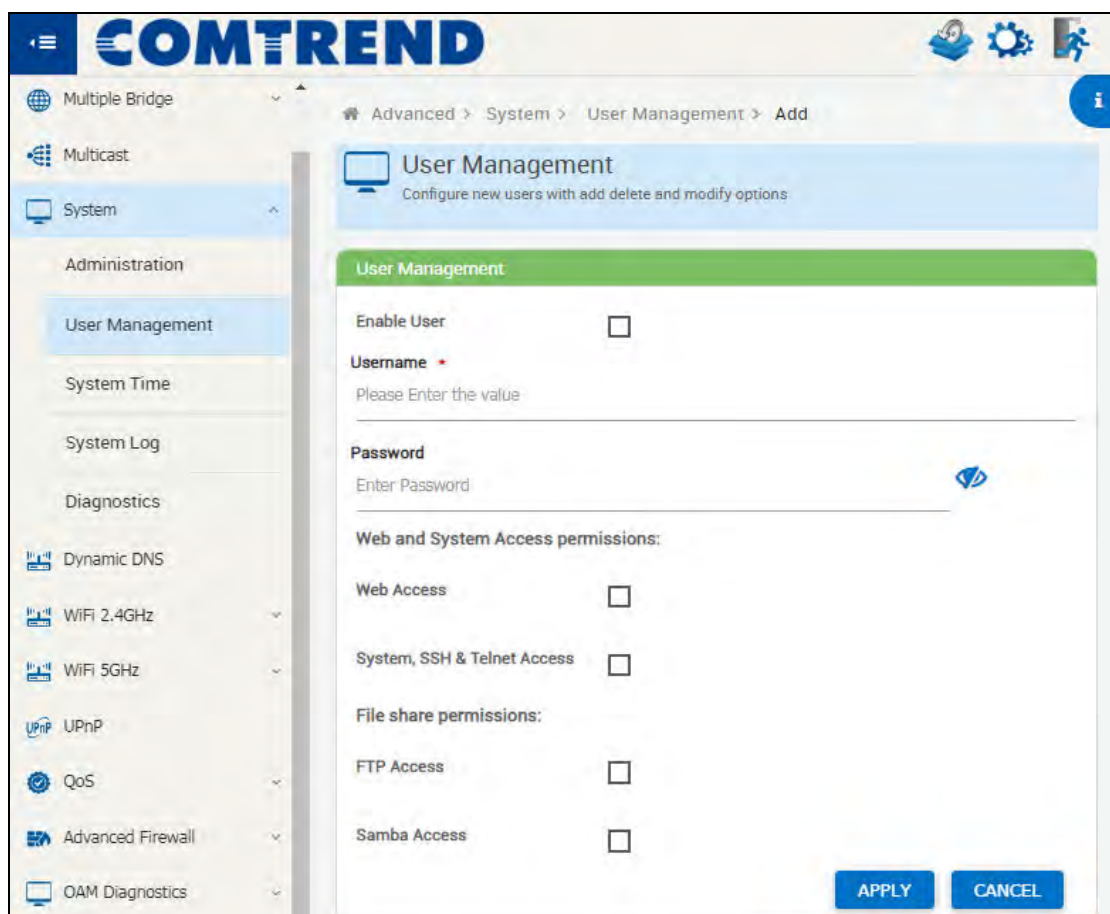 COMTREND
Multiple Bridge
Multicast
System
Administration
User Management
System Time
System Log
Diagnostics
Dynamic DNS
WiFi 2.4GHz
WiFi 5GHz
UPnP UPnP
QoS
Advanced Firewall
OAM Diagnostics
Advanced > System > User Management > Add
i
User Management
Configure new users with add delete and modify options
User Management
Enable User
Username *
Please Enter the value
Password
Enter Password
Web and System Access permissions:
Web Access
System, SSH & Telnet Access
File share permissions:
FTP Access
Samba Access
APPLY CANCEL